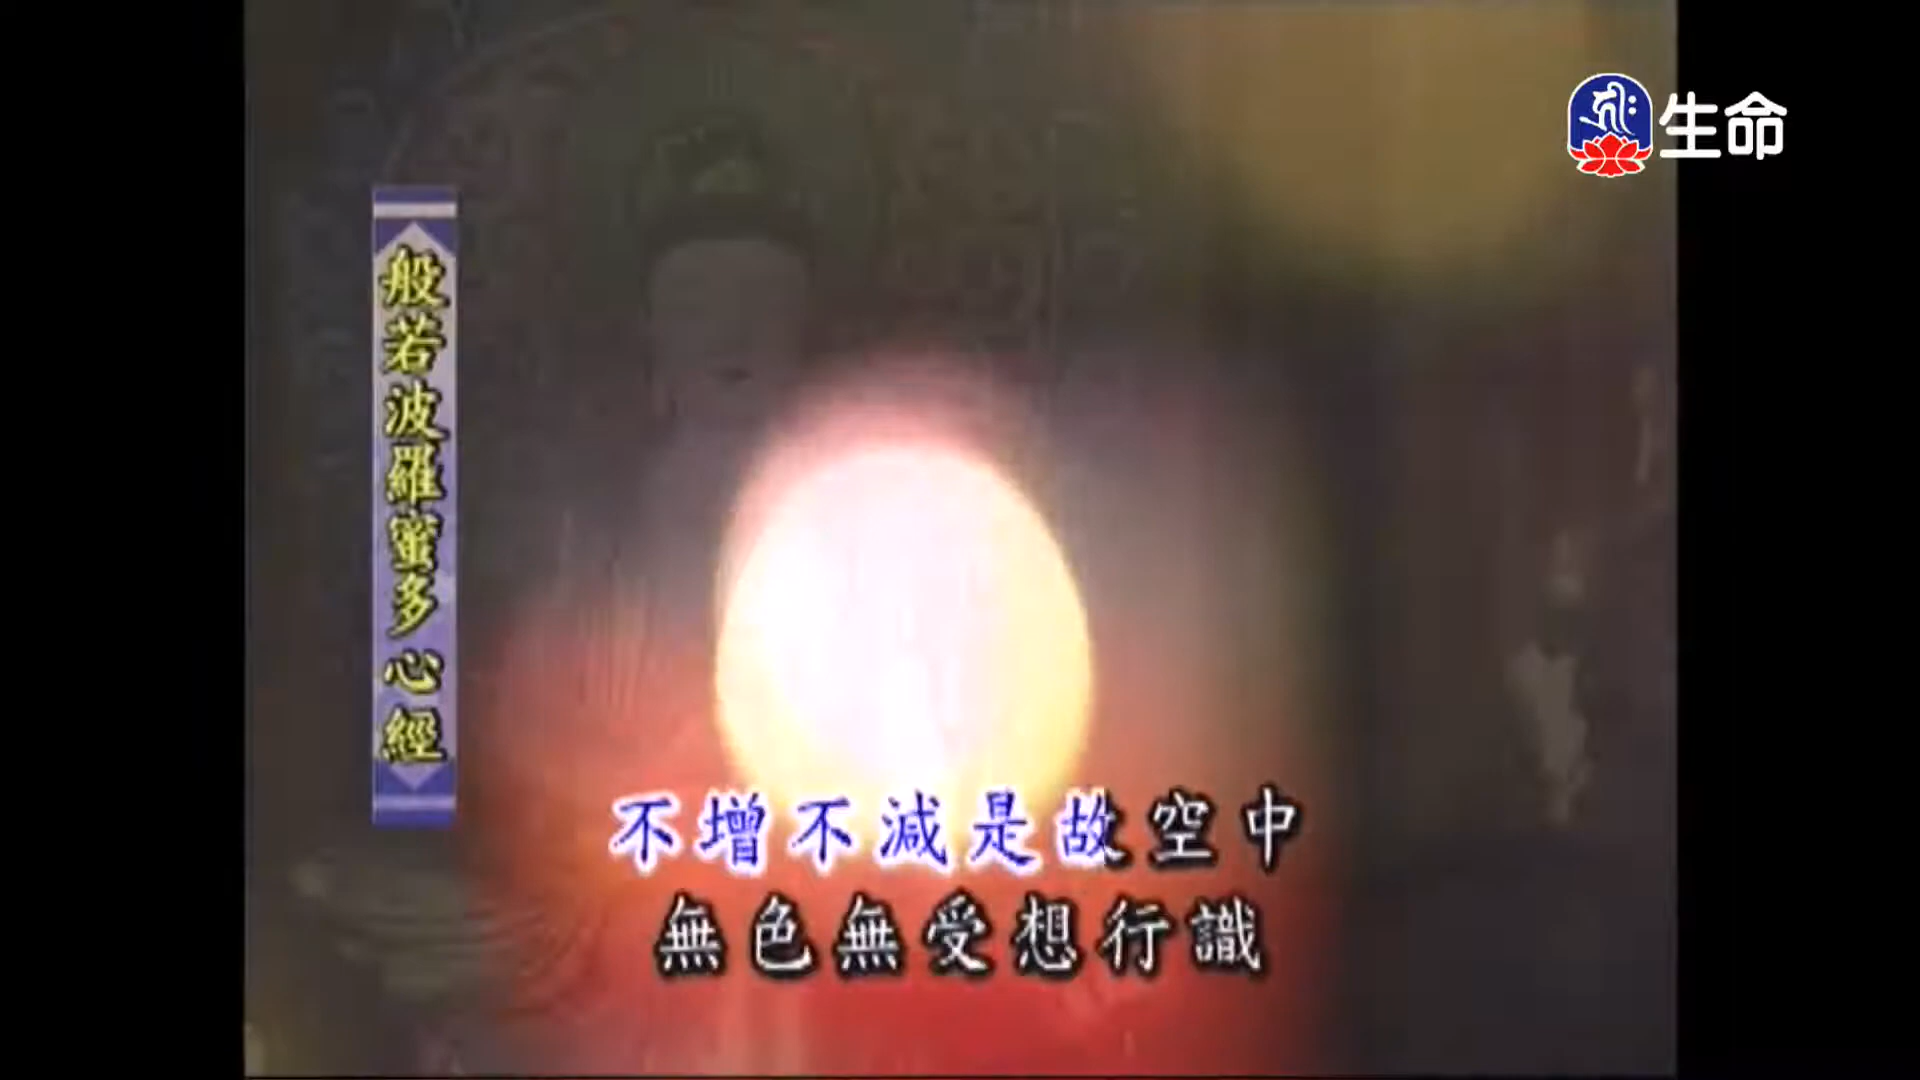 生命
般若波羅蜜多心經
不增不減是故空中
無色無受想行識